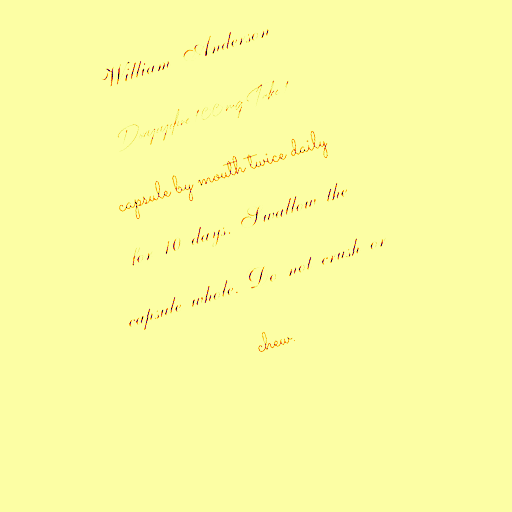 William Anderson
100mg Take 1
capsule by mouth twice daily
for 10 days. Swallow the
capsule whole. Do not crush or
chew.